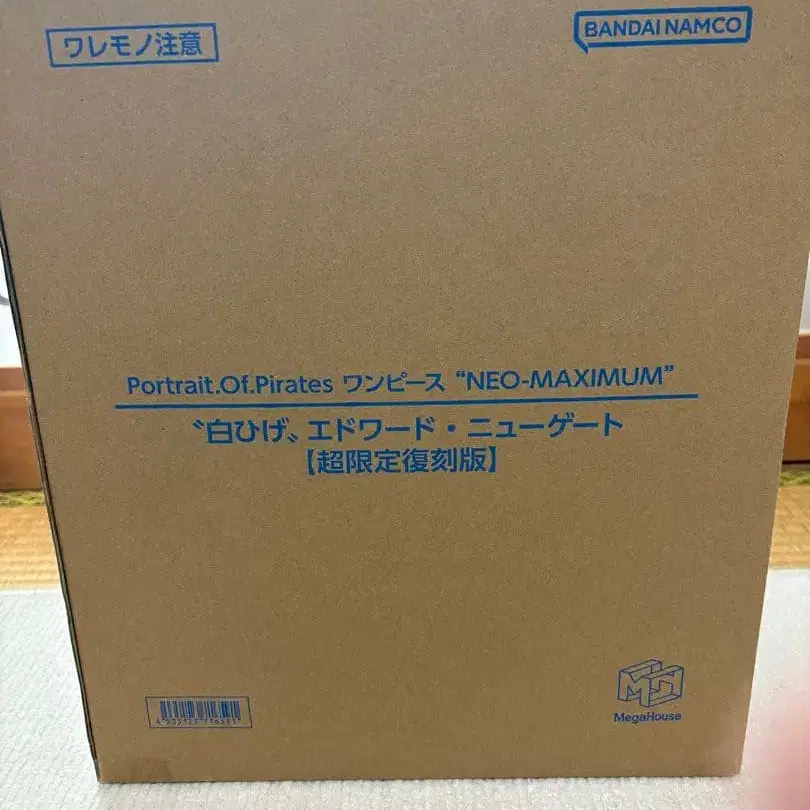 ワレモノ注意
BANDAI NAMCO
Portrait.Of.Pirates ワンピース “NEO-MAXIMUM”
〝白ひげ〟エドワード・ニューゲート
【超限定復刻版】
MegaHouse